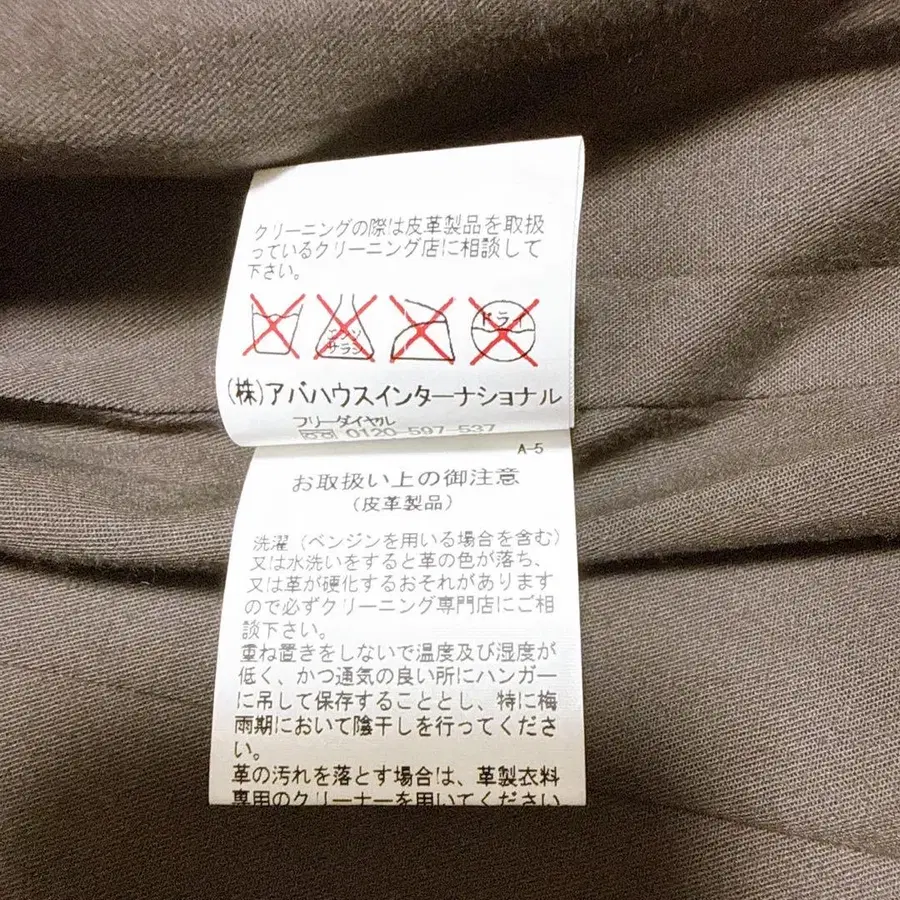 クリーニングの際は皮革製品を取扱
っているクリーニング店に相談して
下さい。
エンソ
サラシ
ドライ
(株)アバハウスインターナショナル
フリーダイヤル
0120-597-537
A-5
お取扱い上の御注意
(皮革製品)
洗濯(ベンジンを用いる場合を含む)
又は水洗いをすると革の色が落ち、
又は革が硬化するおそれがあります
ので必ずクリーニング専門店にご相
談下さい。
重ね置きをしないで温度及び湿度が
低く、かつ通気の良い所にハンガー
に吊して保存することとし、特に梅
雨期において陰干しを行ってくださ
い。
革の汚れを落とす場合は、革製衣料
専用のクリーナーを用いてください